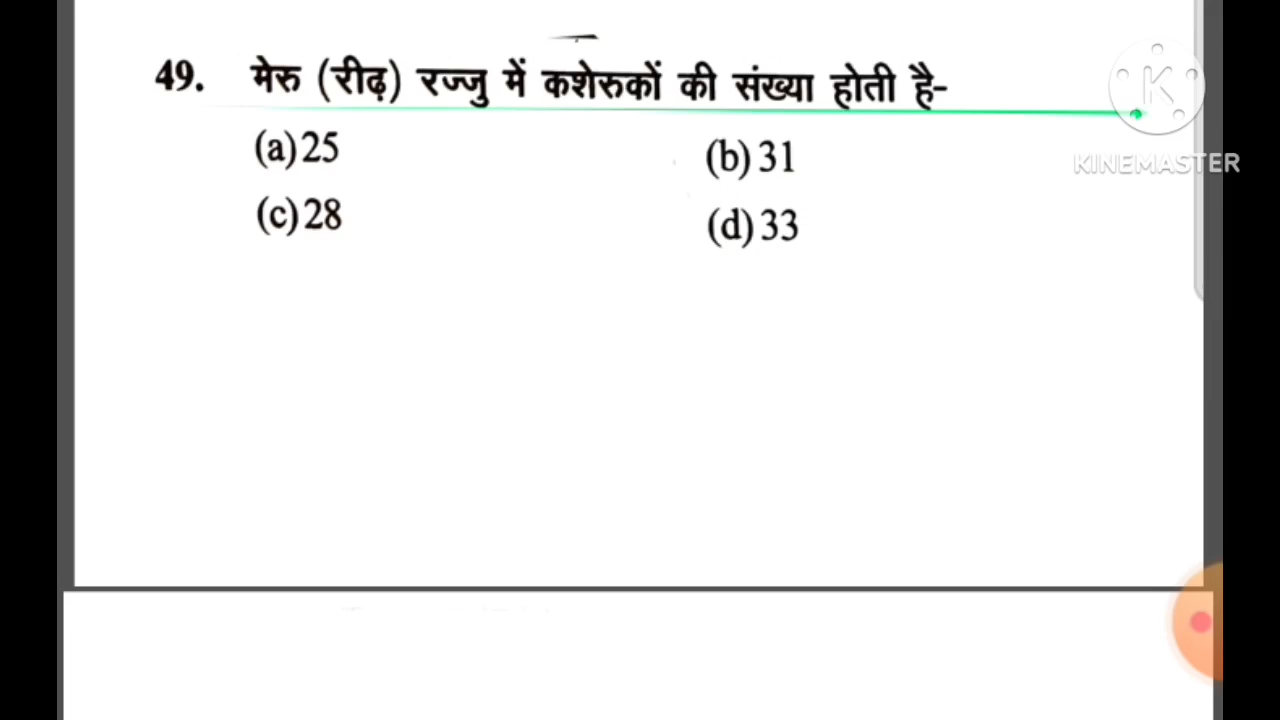 49. मेरु (रीढ़) रज्जु में कशेरुकों की संख्या होती है-
(a) 25 (b) 31
(c) 28 (d) 33
K
KINEMASTER